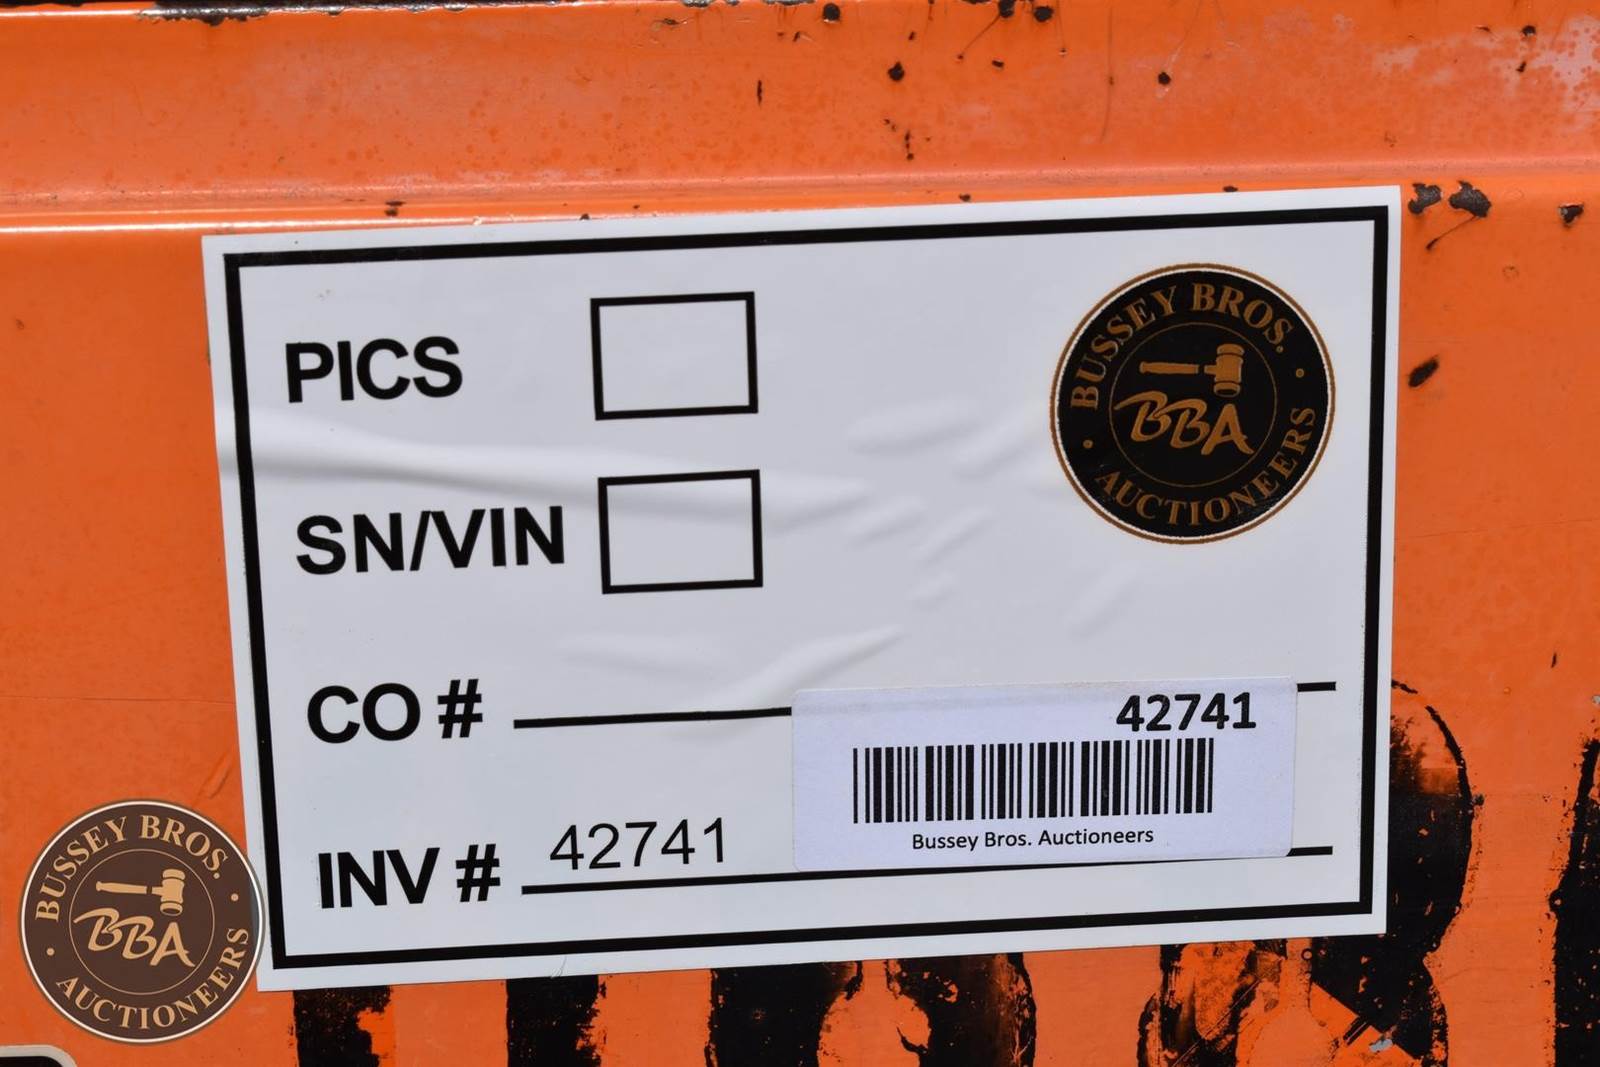 PICS
SN/VIN
BUSSEY BROS.
BBA
AUCTIONEERS
CO #
42741
Bussey Bros. Auctioneers
INV # 42741
BUSSEY BROS.
BBA
AUCTIONEERS